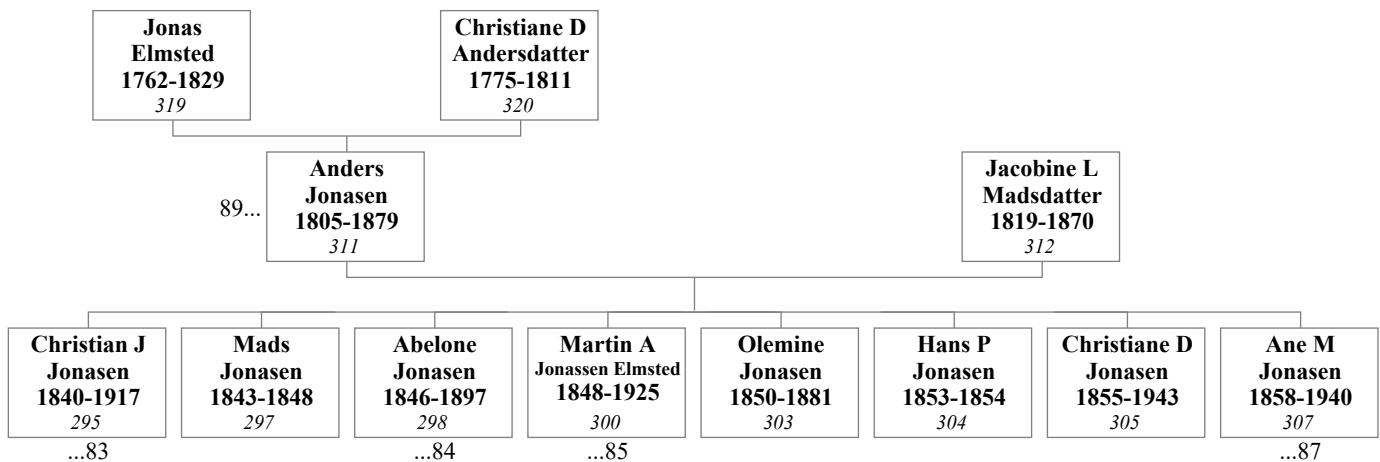 Jonas
Elmsted
1762-1829
319
Christiane D
Andersdatter
1775-1811
320
89...
Anders
Jonasen
1805-1879
311
Jacobine L
Madsdatter
1819-1870
312
Christian J
Jonasen
1840-1917
295
...83
Mads
Jonasen
1843-1848
297
Abelone
Jonasen
1846-1897
298
...84
Martin A
Jonassen Elmsted
1848-1925
300
...85
Olemine
Jonasen
1850-1881
303
Hans P
Jonasen
1853-1854
304
Christiane D
Jonasen
1855-1943
305
Ane M
Jonasen
1858-1940
307
...87